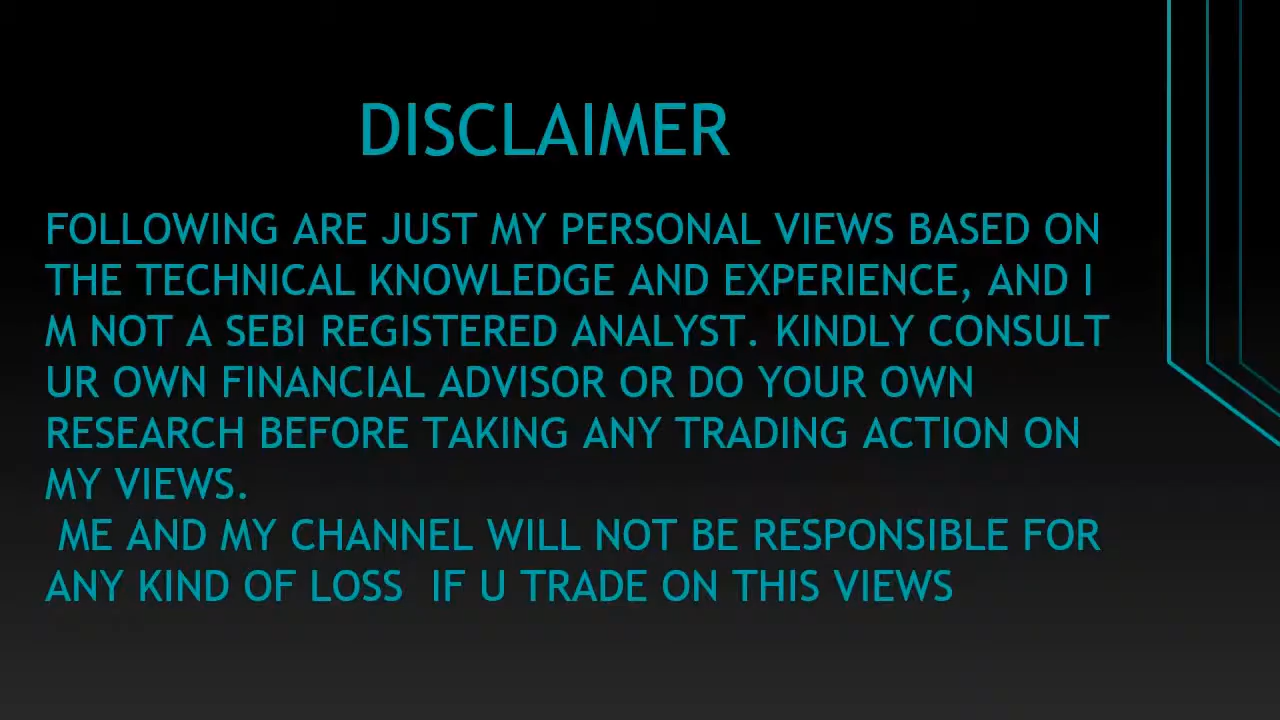 DISCLAIMER
FOLLOWING ARE JUST MY PERSONAL VIEWS BASED ON
THE TECHNICAL KNOWLEDGE AND EXPERIENCE, AND I
M NOT A SEBI REGISTERED ANALYST. KINDLY CONSULT
UR OWN FINANCIAL ADVISOR OR DO YOUR OWN
RESEARCH BEFORE TAKING ANY TRADING ACTION ON
MY VIEWS.
ME AND MY CHANNEL WILL NOT BE RESPONSIBLE FOR
ANY KIND OF LOSS  IF U TRADE ON THIS VIEWS